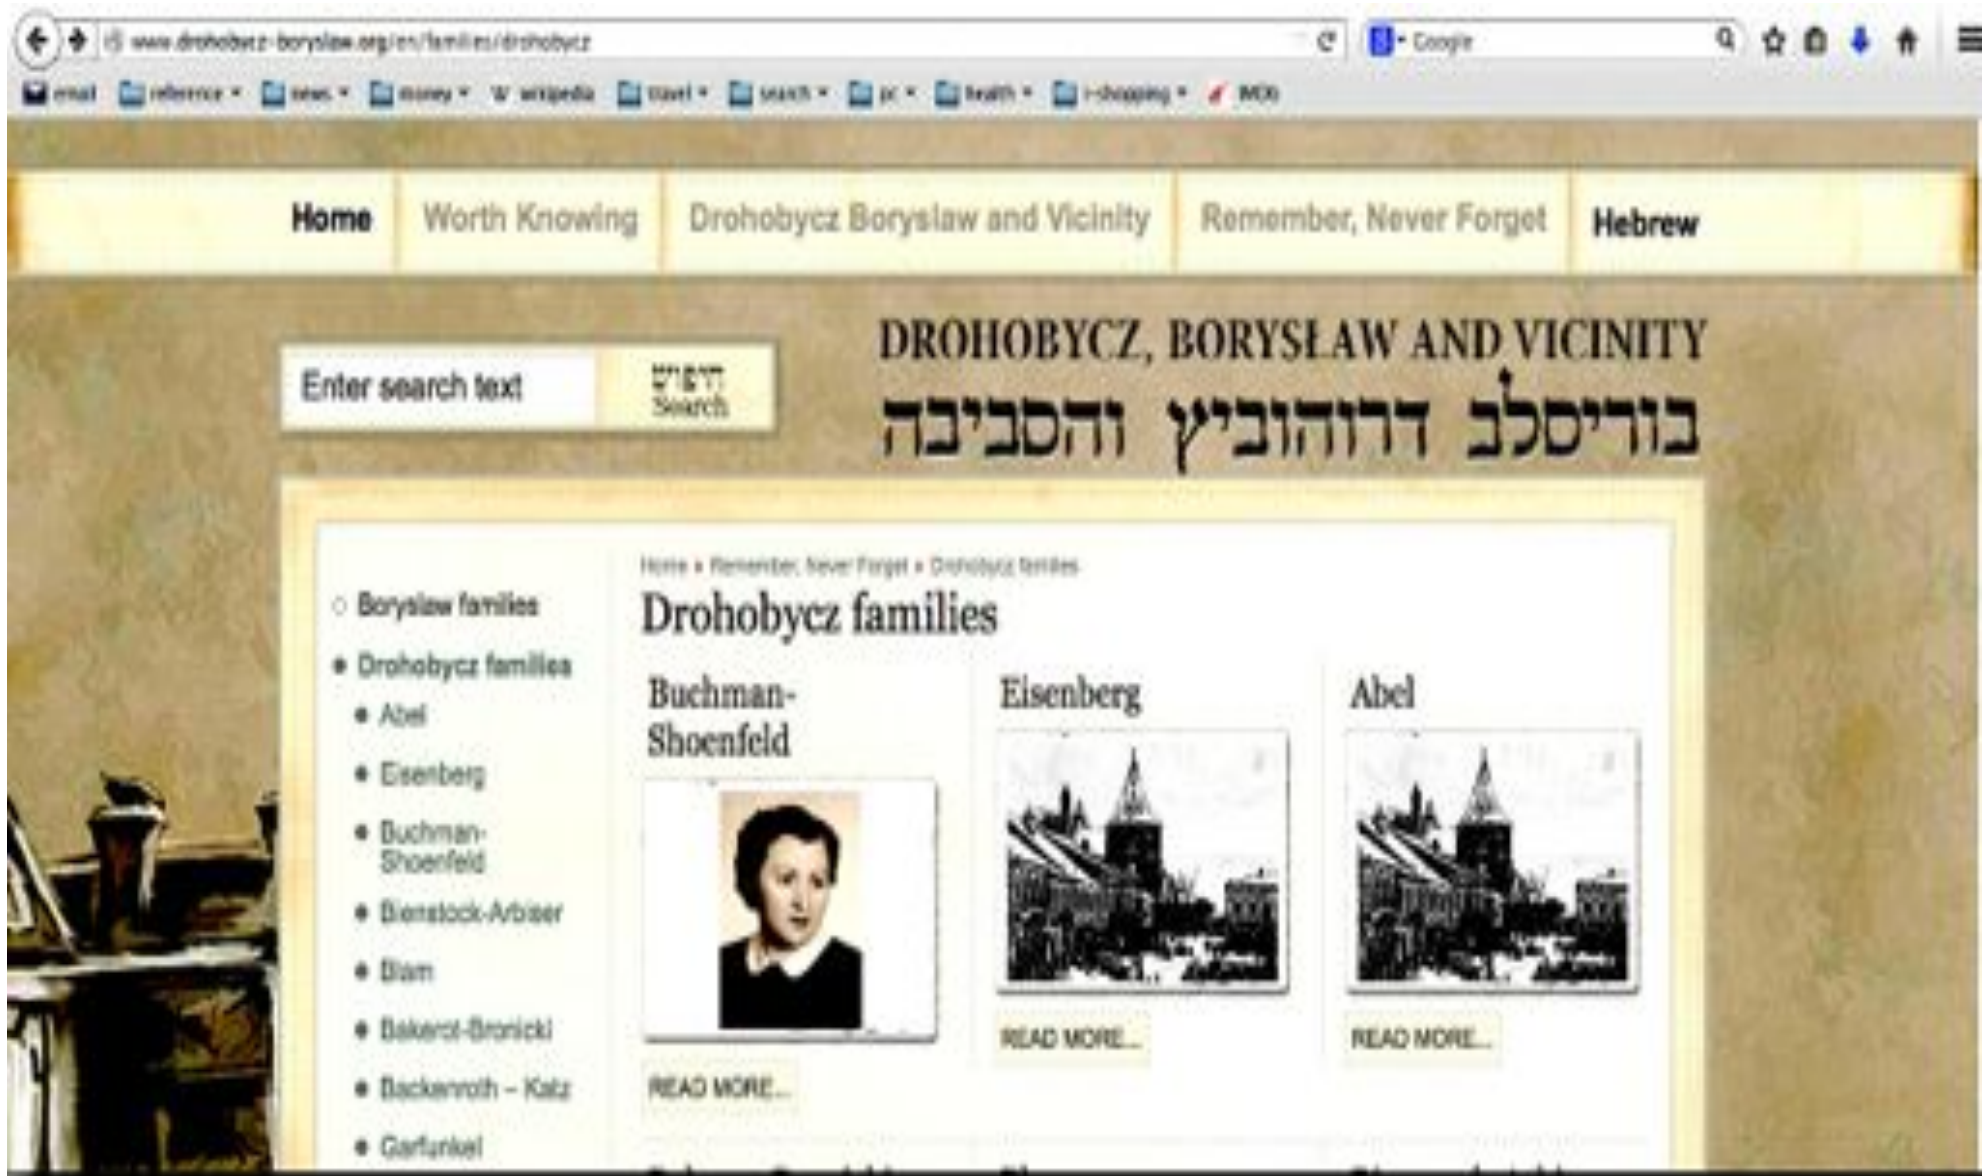 www.drohobycz-boryslaw.org/en/families/drohobycz
Google
email reference news money W wikipedia travel search pc health i-shopping IMDb
Home Worth Knowing Drohobycz Boryslaw and Vicinity Remember, Never Forget Hebrew
DROHOBYCZ, BORYSŁAW AND VICINITY
בוריסלב דרוהוביץ והסביבה
Enter search text
חיפוש
Search
Home » Remember, Never Forget » Drohobycz families
Drohobycz families
Boryslaw families
Drohobycz families
Abel
Eisenberg
Buchman-
Shoenfeld
Bienstock-Arbiser
Blam
Bakerot-Bronicki
Backenroth – Katz
Garfunkel
Buchman-
Shoenfeld
READ MORE...
Eisenberg
READ MORE...
Abel
READ MORE...